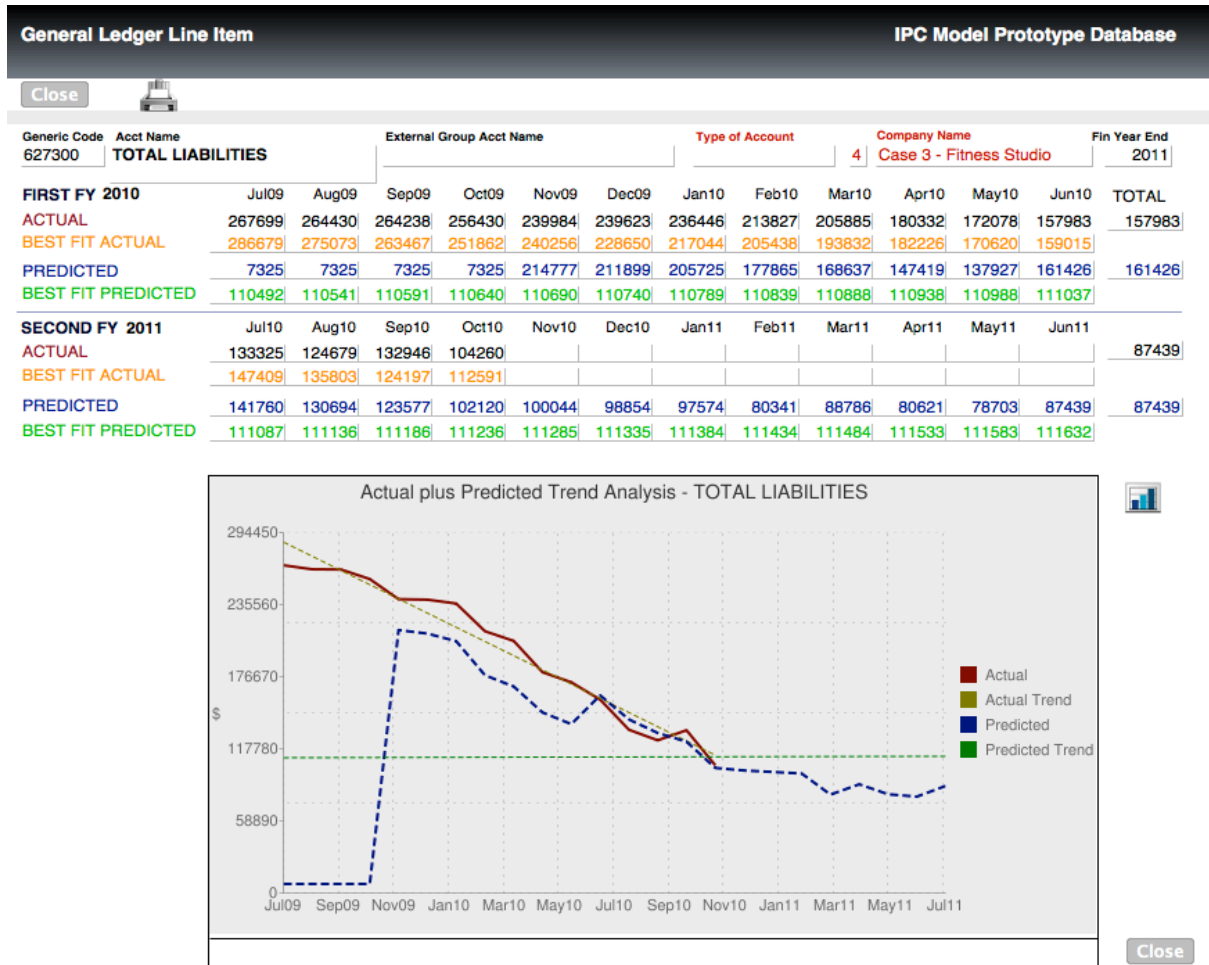 General Ledger Line Item IPC Model Prototype Database
Close
Generic Code Acct Name External Group Acct Name Type of Account Company Name Fin Year End
627300 TOTAL LIABILITIES 4 Case 3 - Fitness Studio 2011
FIRST FY 2010 Jul09 Aug09 Sep09 Oct09 Nov09 Dec09 Jan10 Feb10 Mar10 Apr10 May10 Jun10 TOTAL
ACTUAL 267699 264430 264238 256430 239984 239623 236446 213827 205885 180332 172078 157983 157983
BEST FIT ACTUAL 286679 275073 263467 251862 240256 228650 217044 205438 193832 182226 170620 159015
PREDICTED 7325 7325 7325 7325 214777 211899 205725 177865 168637 147419 137927 161426 161426
BEST FIT PREDICTED 110492 110541 110591 110640 110690 110740 110789 110839 110888 110938 110988 111037
SECOND FY 2011 Jul10 Aug10 Sep10 Oct10 Nov10 Dec10 Jan11 Feb11 Mar11 Apr11 May11 Jun11
ACTUAL 133325 124679 132946 104260 87439
BEST FIT ACTUAL 147409 135803 124197 112591
PREDICTED 141760 130694 123577 102120 100044 98854 97574 80341 88786 80621 78703 87439 87439
BEST FIT PREDICTED 111087 111136 111186 111236 111285 111335 111384 111434 111484 111533 111583 111632
Actual plus Predicted Trend Analysis - TOTAL LIABILITIES
294450
235560
176670
$
117780
58890
0
Jul09 Sep09 Nov09 Jan10 Mar10 May10 Jul10 Sep10 Nov10 Jan11 Mar11 May11 Jul11
Actual
Actual Trend
Predicted
Predicted Trend
Close